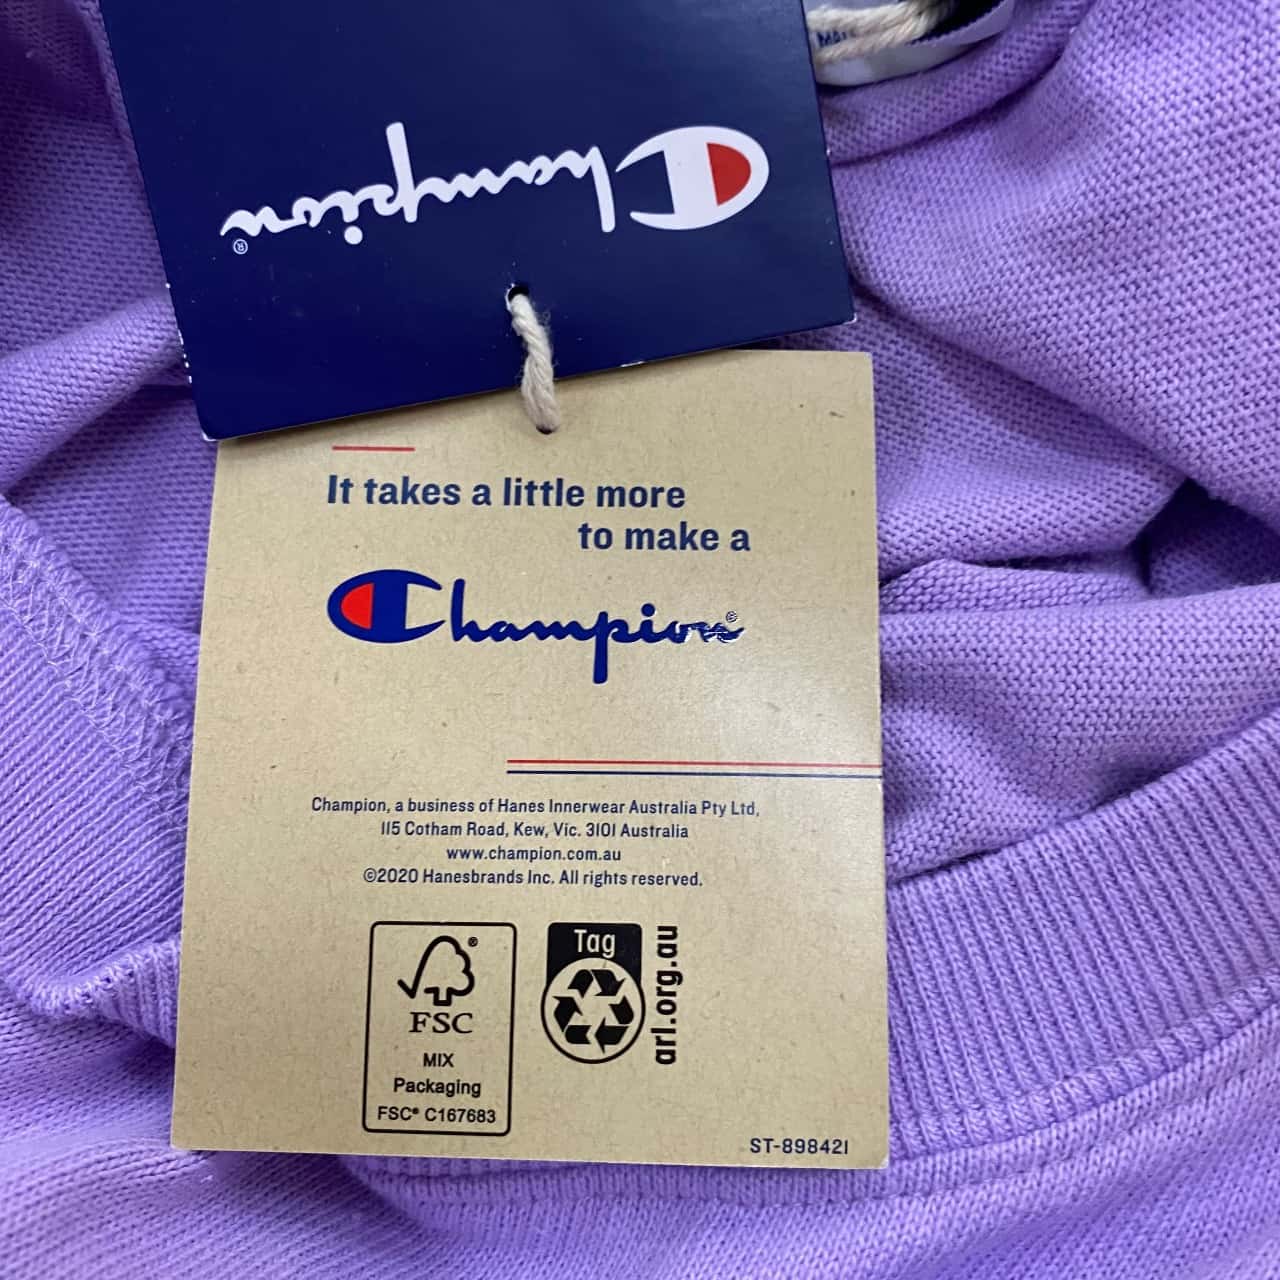 Champion®
It takes a little more
to make a
Champion®
Champion, a business of Hanes Innerwear Australia Pty Ltd,
115 Cotham Road, Kew, Vic. 3101 Australia
www.champion.com.au
©2020 Hanesbrands Inc. All rights reserved.
FSC®
MIX
Packaging
FSC® C167683
Tag
arl.org.au
ST-898421